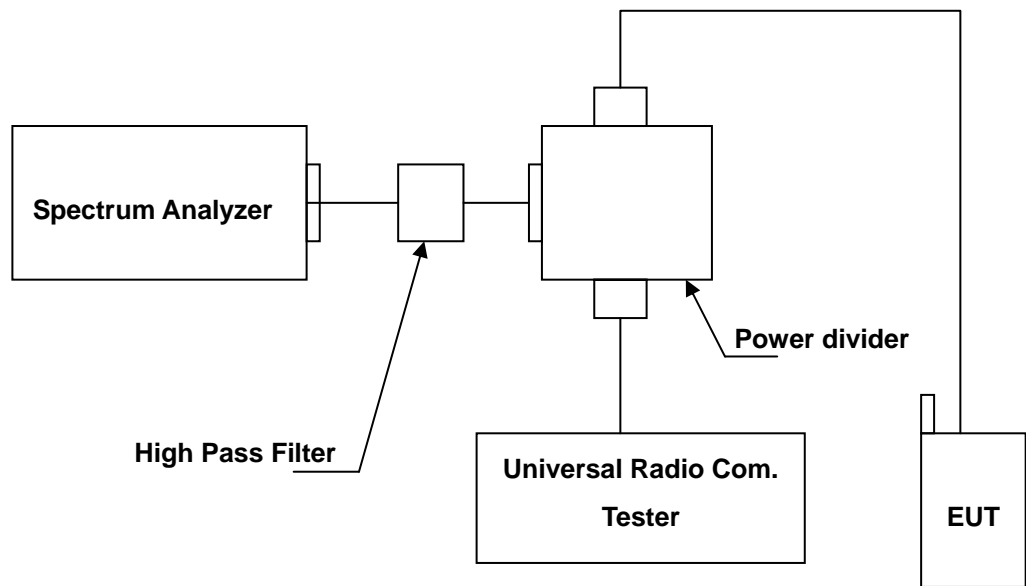 Spectrum Analyzer
Power divider
High Pass Filter
Universal Radio Com.
Tester
EUT